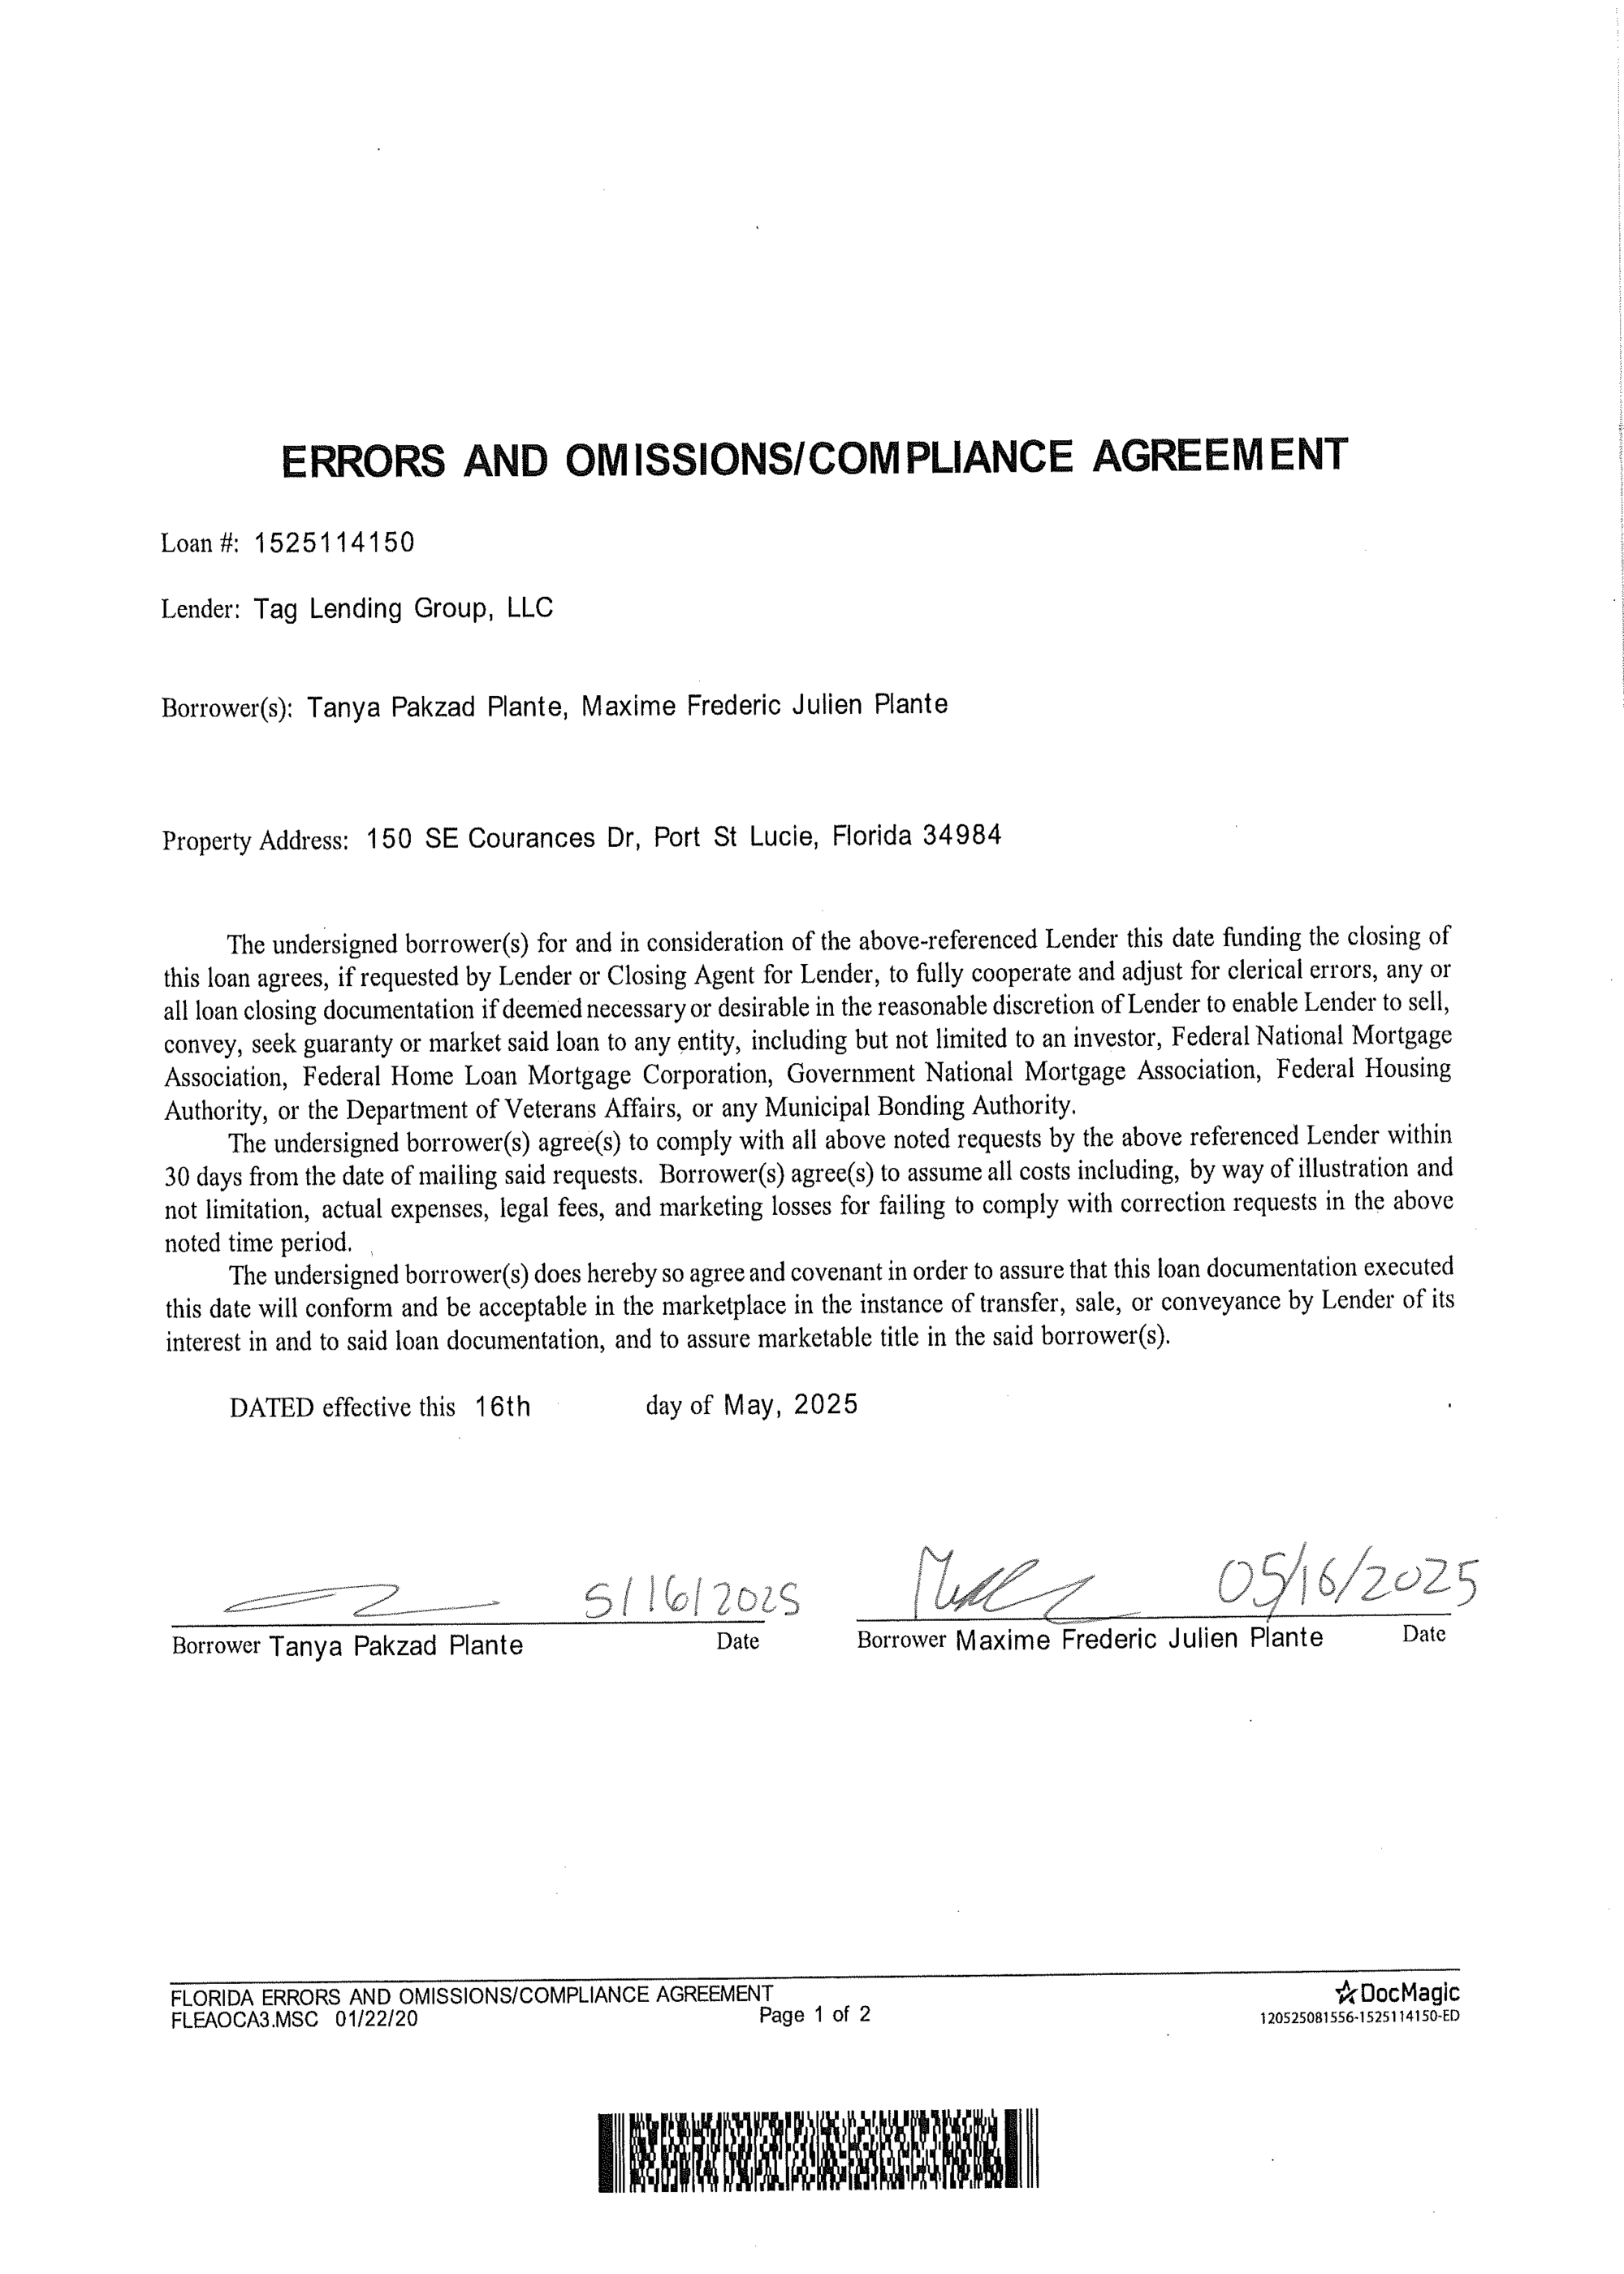 ERRORS AND OMISSIONS/COMPLIANCE AGREEMENT
Loan #: 1525114150
Lender: Tag Lending Group, LLC
Borrower(s): Tanya Pakzad Plante, Maxime Frederic Julien Plante
Property Address: 150 SE Courances Dr, Port St Lucie, Florida 34984
The undersigned borrower(s) for and in consideration of the above-referenced Lender this date funding the closing of
this loan agrees, if requested by Lender or Closing Agent for Lender, to fully cooperate and adjust for clerical errors, any or
all loan closing documentation if deemed necessary or desirable in the reasonable discretion of Lender to enable Lender to sell,
convey, seek guaranty or market said loan to any entity, including but not limited to an investor, Federal National Mortgage
Association, Federal Home Loan Mortgage Corporation, Government National Mortgage Association, Federal Housing
Authority, or the Department of Veterans Affairs, or any Municipal Bonding Authority.
The undersigned borrower(s) agree(s) to comply with all above noted requests by the above referenced Lender within
30 days from the date of mailing said requests. Borrower(s) agree(s) to assume all costs including, by way of illustration and
not limitation, actual expenses, legal fees, and marketing losses for failing to comply with correction requests in the above
noted time period.
The undersigned borrower(s) does hereby so agree and covenant in order to assure that this loan documentation executed
this date will conform and be acceptable in the marketplace in the instance of transfer, sale, or conveyance by Lender of its
interest in and to said loan documentation, and to assure marketable title in the said borrower(s).
DATED effective this 16th day of May, 2025
5/16/2025 05/16/2025
Borrower Tanya Pakzad Plante Date Borrower Maxime Frederic Julien Plante Date
FLORIDA ERRORS AND OMISSIONS/COMPLIANCE AGREEMENT
FLEAOCA3.MSC 01/22/20 Page 1 of 2
DocMagic
120525081556-1525114150-ED